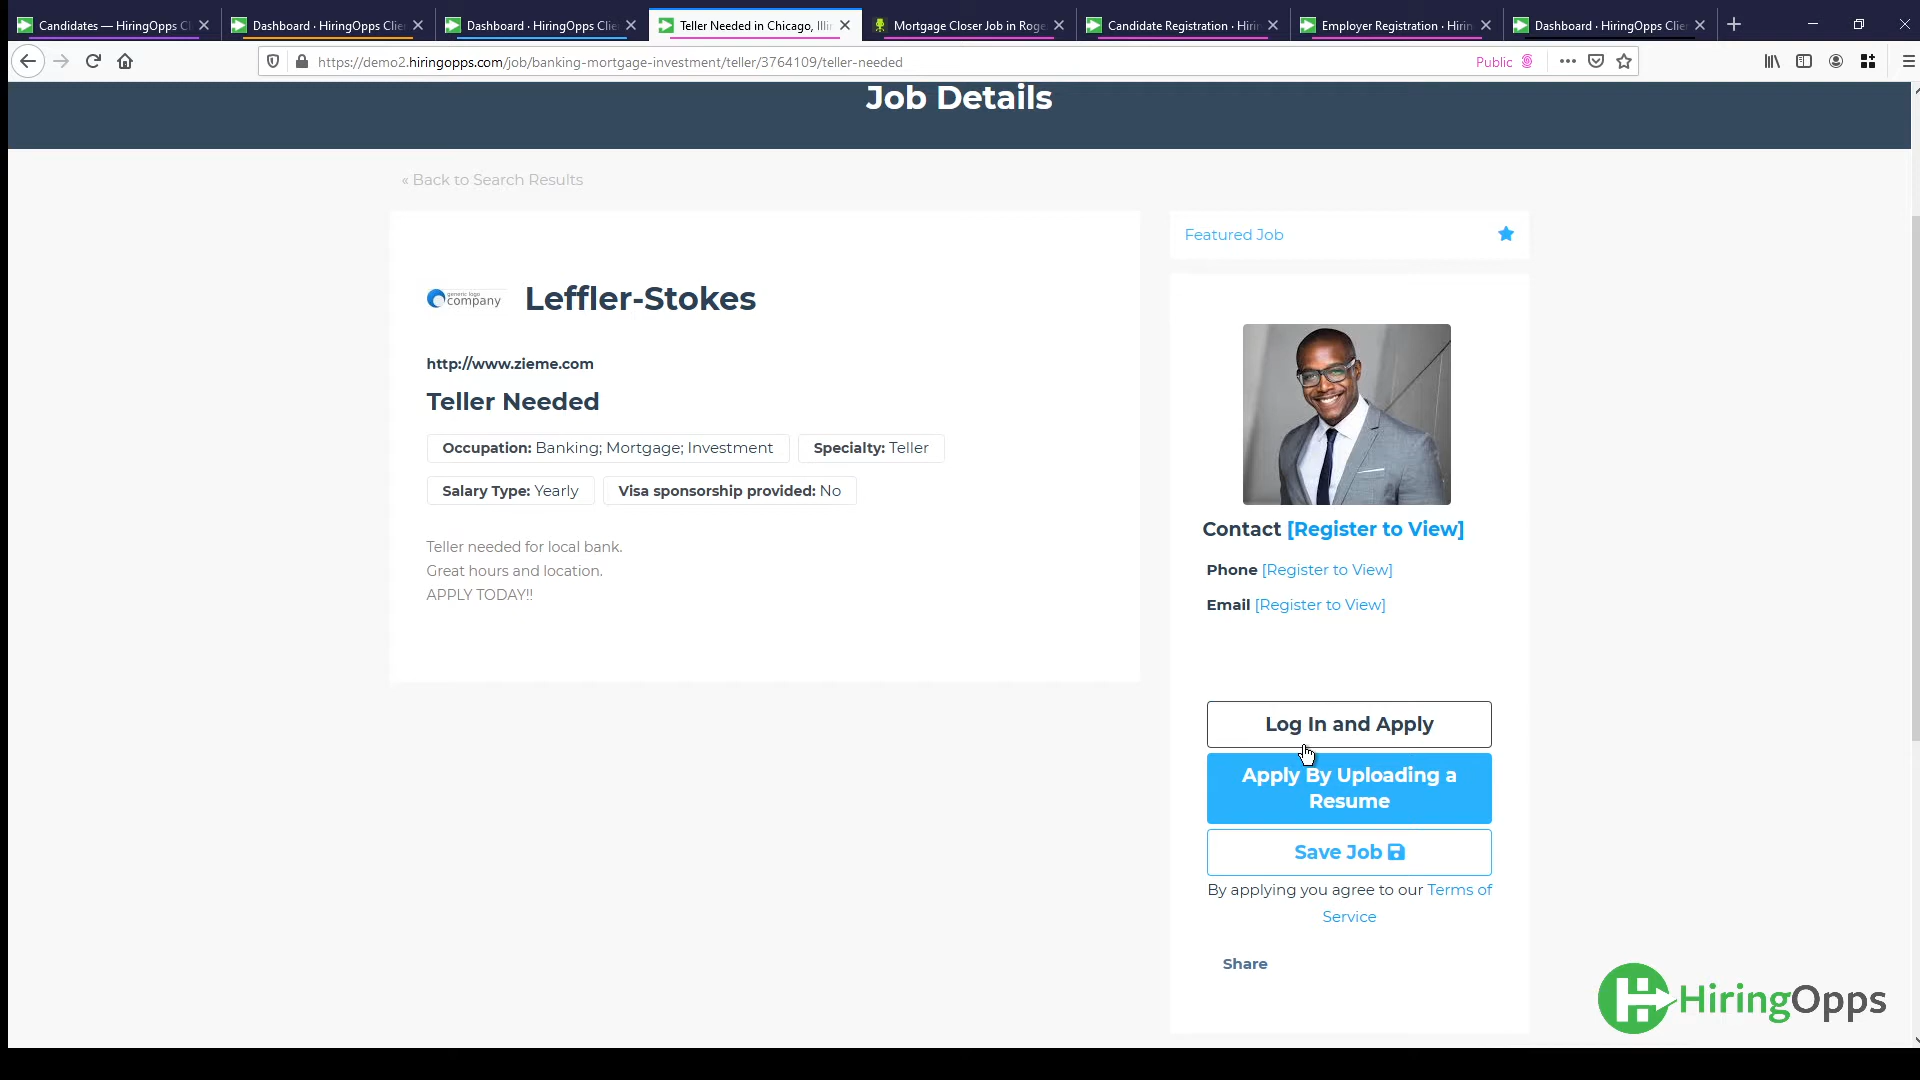 Candidates — HiringOpps Cl
Dashboard · HiringOpps Clie
Dashboard · HiringOpps Clie
Teller Needed in Chicago, Illi
Mortgage Closer Job in Roge
Candidate Registration · Hirin
Employer Registration · Hirin
Dashboard · HiringOpps Clie
https://demo2.hiringopps.com/job/banking-mortgage-investment/teller/3764109/teller-needed
Public
Job Details
« Back to Search Results
generic logo
company
Leffler-Stokes
http://www.zieme.com
Teller Needed
Occupation: Banking; Mortgage; Investment
Specialty: Teller
Salary Type: Yearly
Visa sponsorship provided: No
Teller needed for local bank.
Great hours and location.
APPLY TODAY!!
Featured Job
Contact [Register to View]
Phone [Register to View]
Email [Register to View]
Log In and Apply
Apply By Uploading a
Resume
Save Job
By applying you agree to our Terms of
Service
Share
HiringOpps